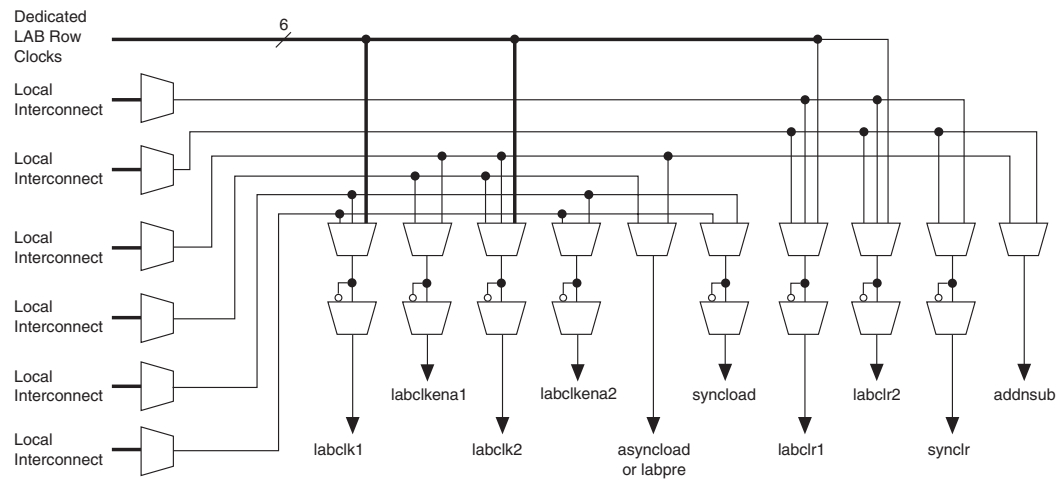 Dedicated
LAB Row
Clocks
6
Local
Interconnect
Local
Interconnect
Local
Interconnect
Local
Interconnect
Local
Interconnect
Local
Interconnect
labclkena1
labclkena2
syncload
labclr2
addnsub
labclk1
labclk2
asyncload
or labpre
labclr1
synclr